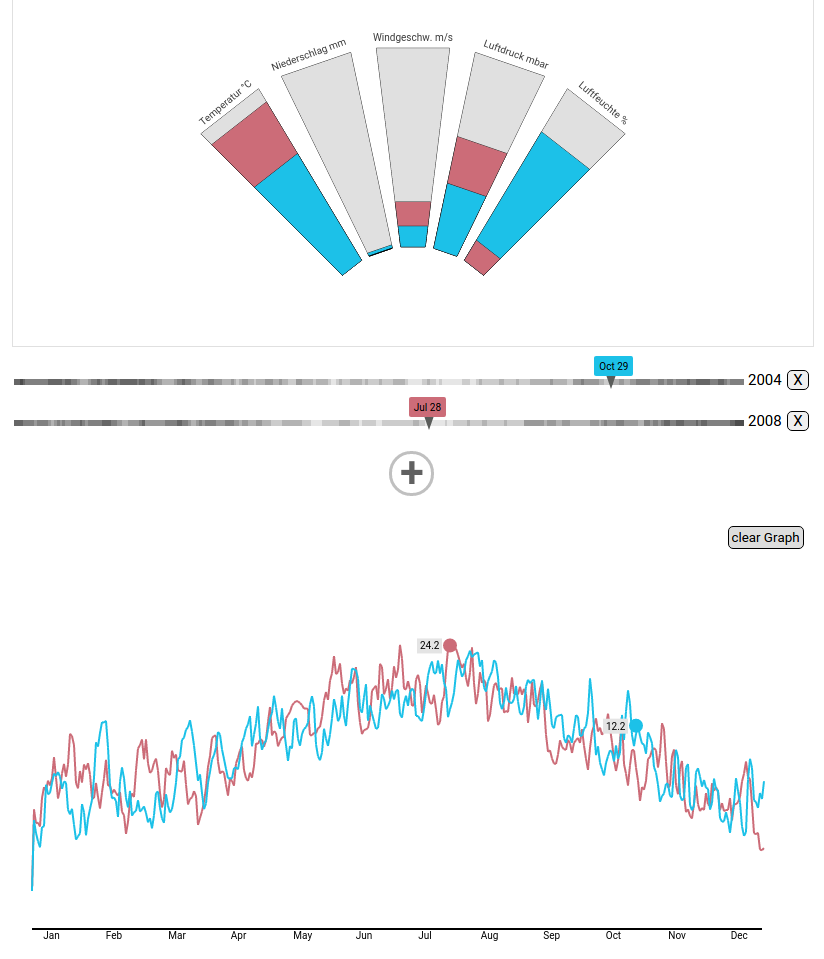 Temperatur °C
Niederschlag mm
Windgeschw. m/s
Luftdruck mbar
Luftfeuchte %
Oct 29
2004 X
Jul 28
2008 X
clear Graph
24.2
12.2
Jan Feb Mar Apr May Jun Jul Aug Sep Oct Nov Dec